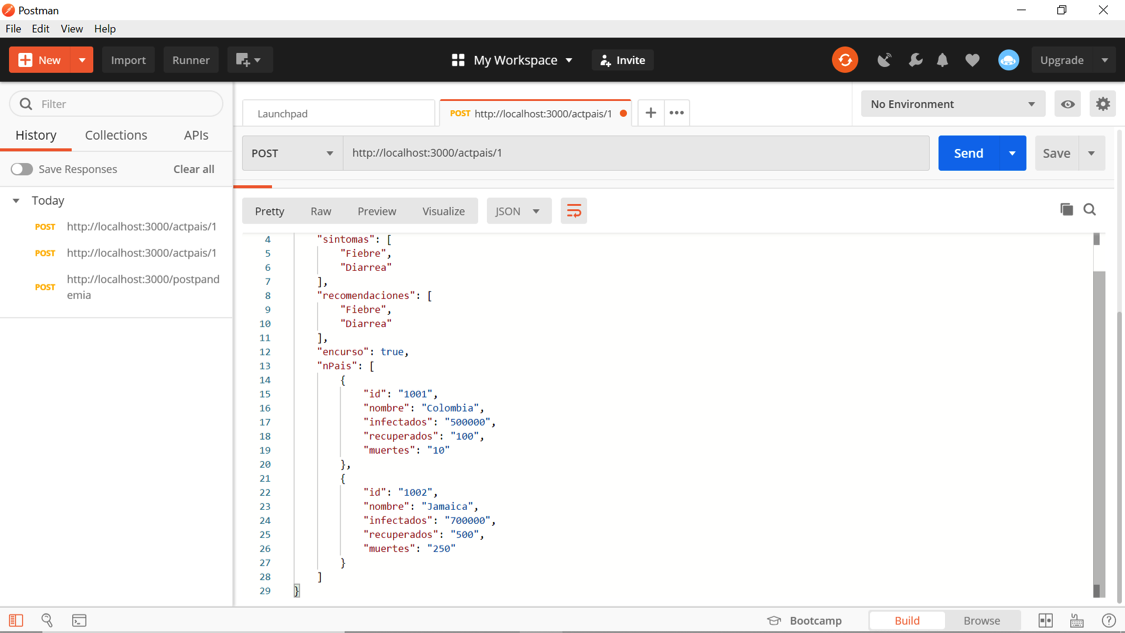 Postman
File Edit View Help
New Import Runner My Workspace Invite Upgrade
Filter
History Collections APIs
Save Responses Clear all
Today
POST http://localhost:3000/actpais/1
POST http://localhost:3000/actpais/1
POST http://localhost:3000/postpand
emia
Launchpad POST http://localhost:3000/actpais/1 No Environment
POST http://localhost:3000/actpais/1 Send Save
Pretty Raw Preview Visualize JSON
4 "sintomas": [
5 "Fiebre",
6 "Diarrea"
7 ],
8 "recomendaciones": [
9 "Fiebre",
10 "Diarrea"
11 ],
12 "encurso": true,
13 "nPais": [
14 {
15 "id": "1001",
16 "nombre": "Colombia",
17 "infectados": "500000",
18 "recuperados": "100",
19 "muertes": "10"
20 },
21 {
22 "id": "1002",
23 "nombre": "Jamaica",
24 "infectados": "700000",
25 "recuperados": "500",
26 "muertes": "250"
27 }
28 ]
29 }
Bootcamp Build Browse